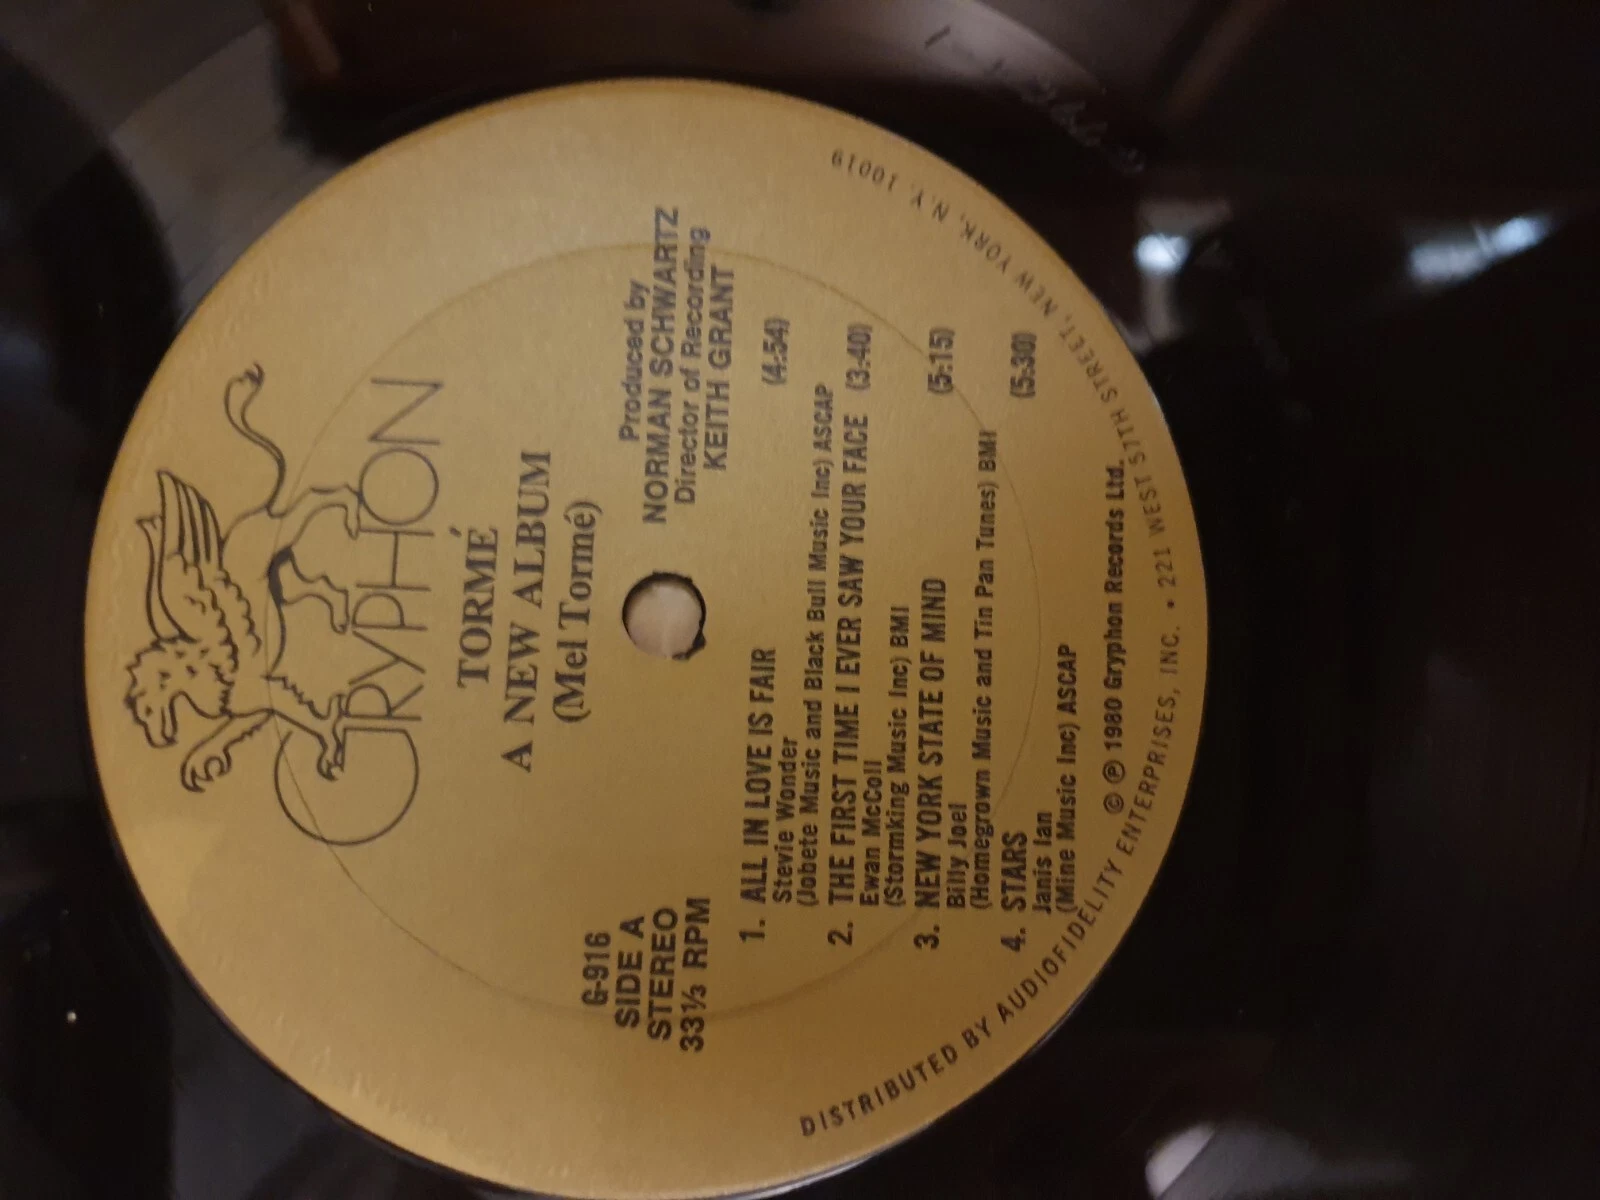 GRYPHON
TORMÉ
A NEW ALBUM
(Mel Tormé)
G-916
SIDE A
STEREO
33⅓ RPM
Produced by
NORMAN SCHWARTZ
Director of Recording
KEITH GRANT
1. ALL IN LOVE IS FAIR (4:54)
Stevie Wonder
(Jobete Music and Black Bull Music Inc) ASCAP
2. THE FIRST TIME I EVER SAW YOUR FACE (3:40)
Ewan McColl
(Stormking Music Inc) BMI
3. NEW YORK STATE OF MIND (5:15)
Billy Joel
(Homegrown Music and Tin Pan Tunes) BMI
4. STARS (5:30)
Janis Ian
(Mine Music Inc) ASCAP
© ℗ 1980 Gryphon Records Ltd.
DISTRIBUTED BY AUDIOFIDELITY ENTERPRISES, INC. • 221 WEST 57TH STREET, NEW YORK, N.Y. 10019